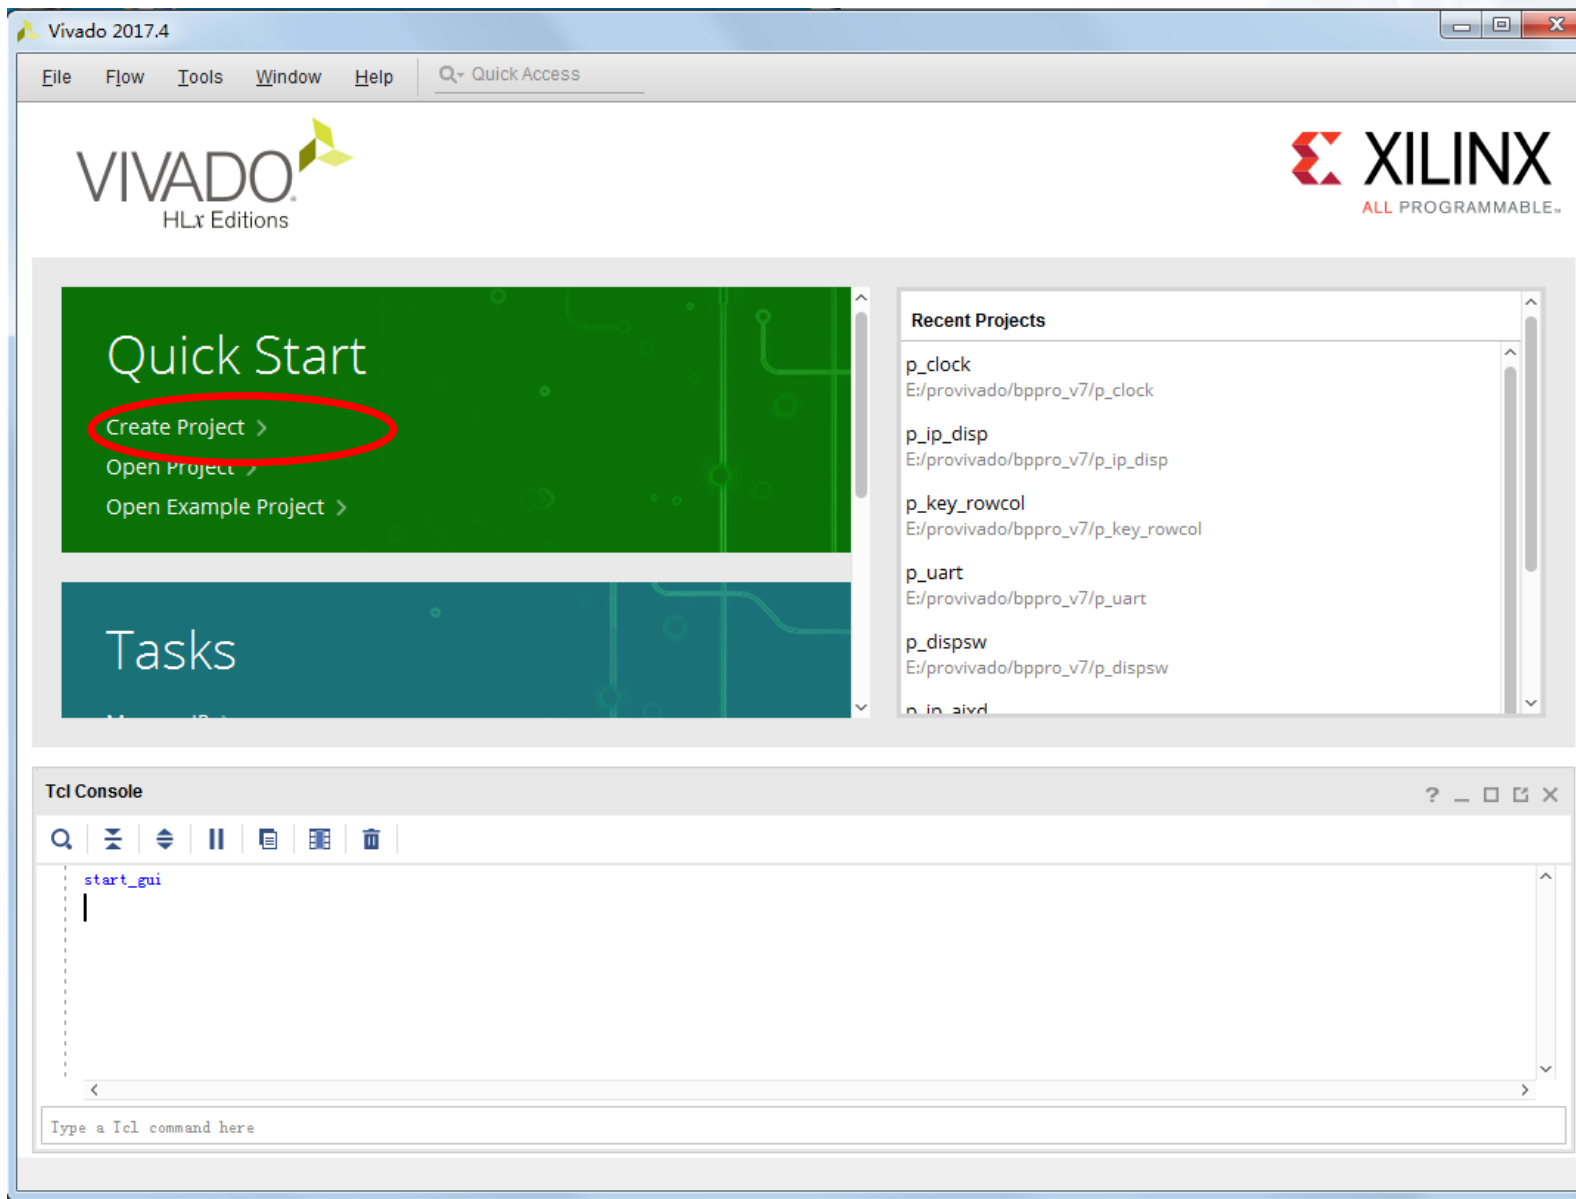 Vivado 2017.4
File Flow Tools Window Help Quick Access
VIVADO.
HLx Editions
XILINX
ALL PROGRAMMABLE™
Quick Start
Create Project >
Open Project >
Open Example Project >
Tasks
Recent Projects
p_clock
E:/provivado/bppro_v7/p_clock
p_ip_disp
E:/provivado/bppro_v7/p_ip_disp
p_key_rowcol
E:/provivado/bppro_v7/p_key_rowcol
p_uart
E:/provivado/bppro_v7/p_uart
p_dispsw
E:/provivado/bppro_v7/p_dispsw
Tcl Console
start_gui
Type a Tcl command here